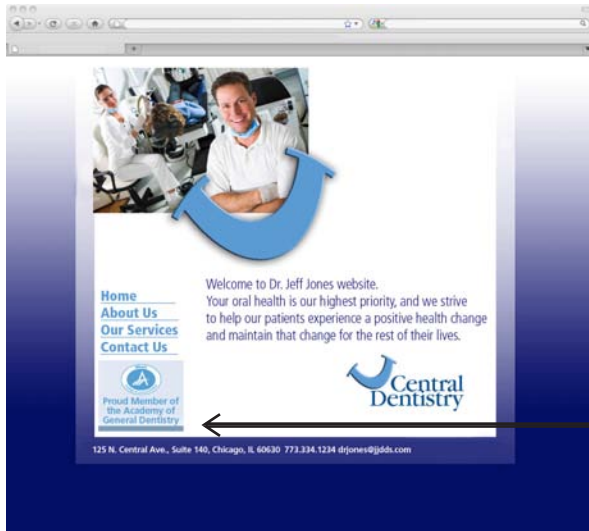 Welcome to Dr. Jeff Jones website.
Your oral health is our highest priority, and we strive
to help our patients experience a positive health change
and maintain that change for the rest of their lives.
Home
About Us
Our Services
Contact Us
Proud Member of
the Academy of
General Dentistry
Central
Dentistry
125 N. Central Ave., Suite 140, Chicago, IL 60630 773.334.1234 drjones@jjdds.com